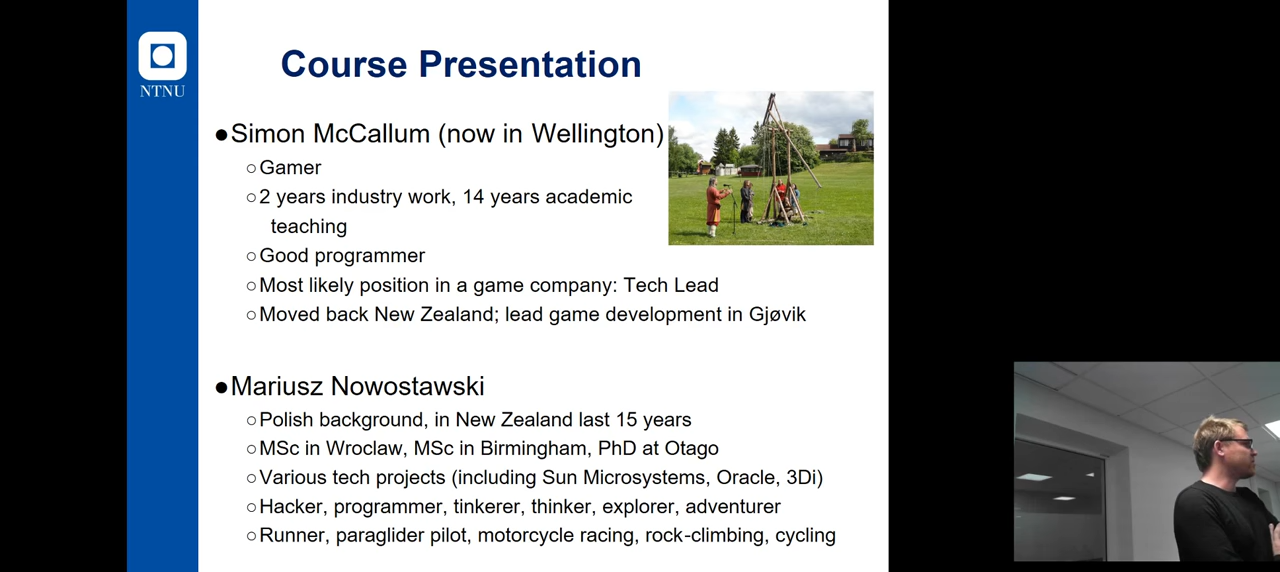 NTNU
Course Presentation
●Simon McCallum (now in Wellington)
○Gamer
○2 years industry work, 14 years academic
teaching
○Good programmer
○Most likely position in a game company: Tech Lead
○Moved back New Zealand; lead game development in Gjøvik
●Mariusz Nowostawski
○Polish background, in New Zealand last 15 years
○MSc in Wroclaw, MSc in Birmingham, PhD at Otago
○Various tech projects (including Sun Microsystems, Oracle, 3Di)
○Hacker, programmer, tinkerer, thinker, explorer, adventurer
○Runner, paraglider pilot, motorcycle racing, rock-climbing, cycling